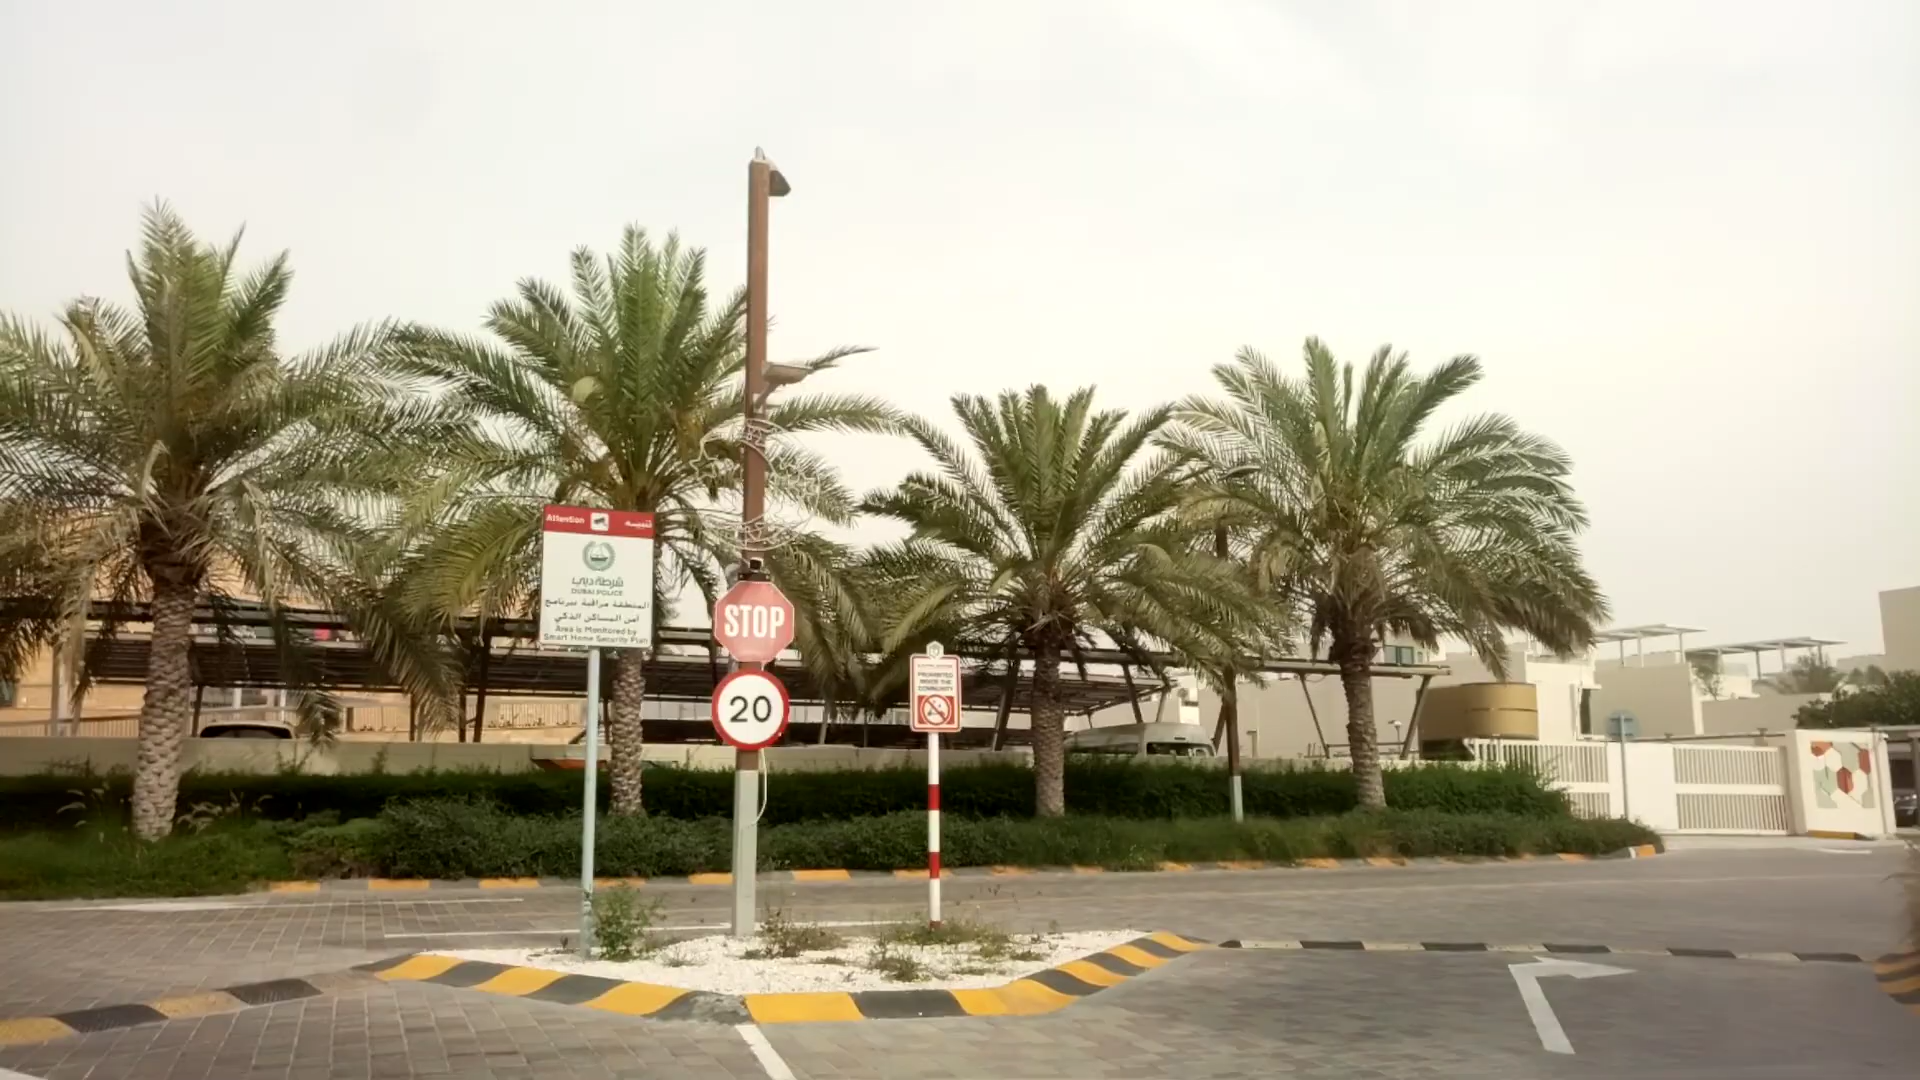 Attention تنبيه
شرطة دبي
DUBAI POLICE
المنطقة مراقبة ببرنامج
أمن المساكن الذكي
Area is Monitored by
Smart Home Security Plan
STOP
20
PROHIBITED
INSIDE THE
COMMUNITY